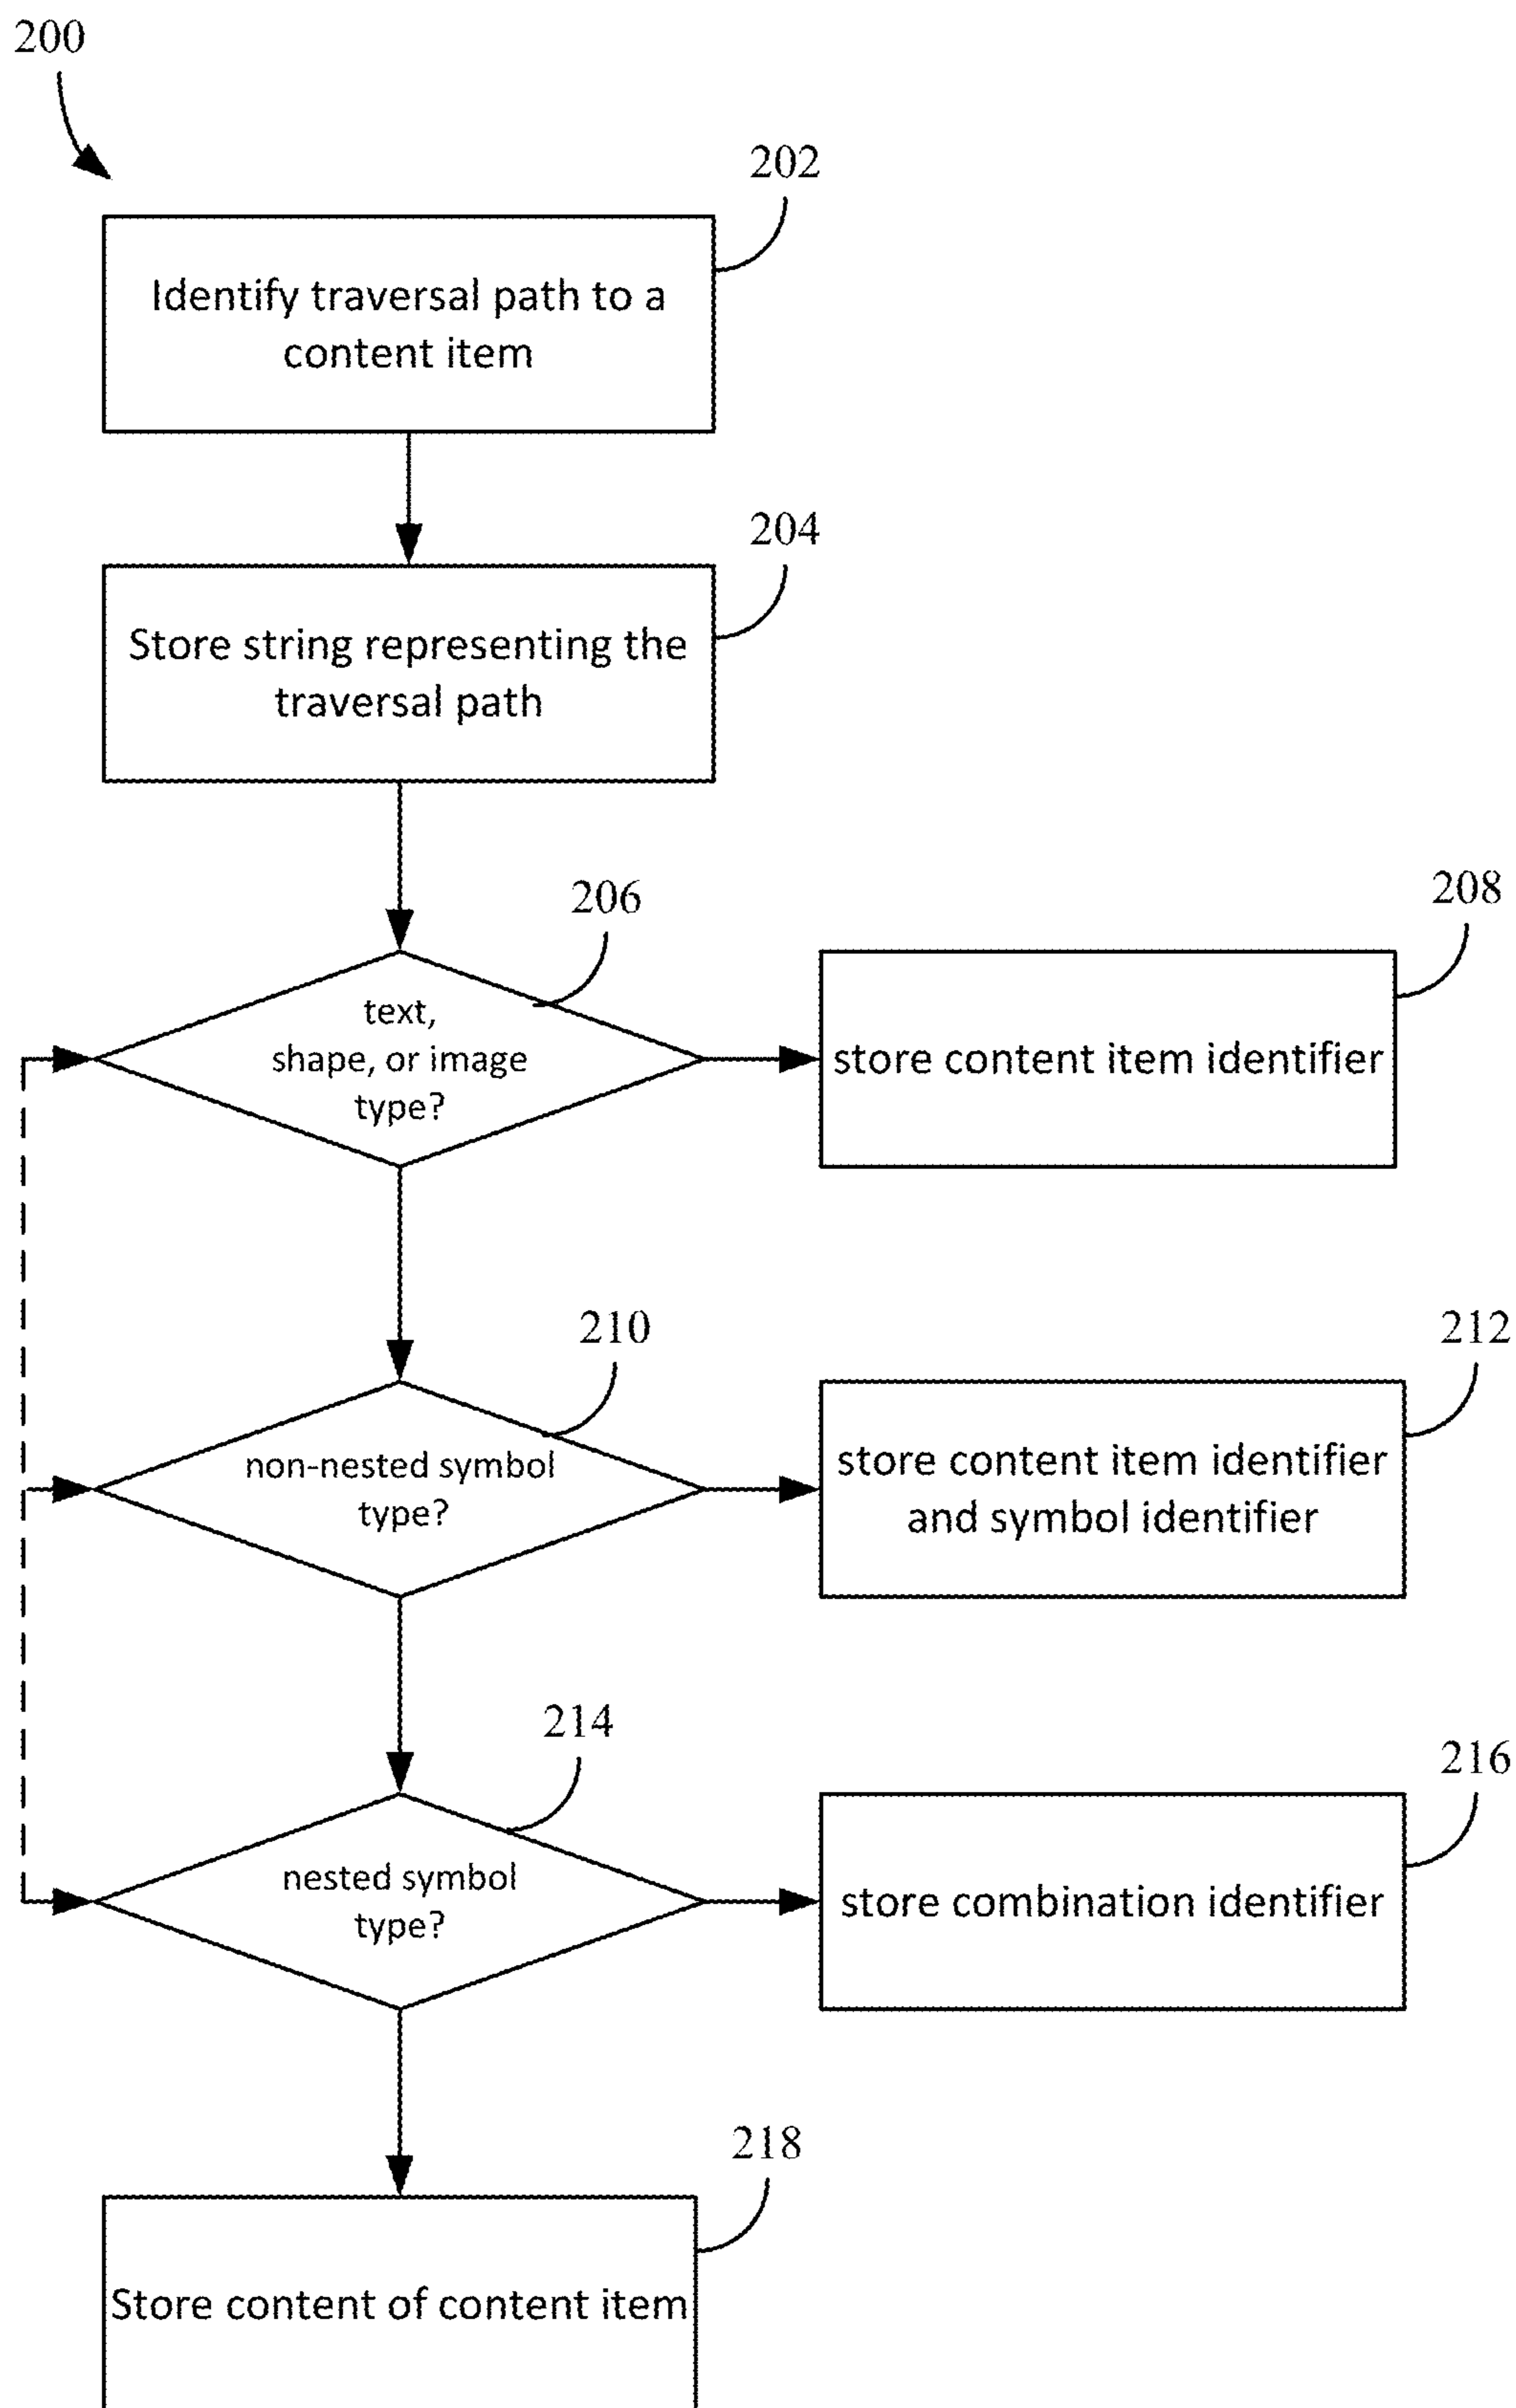 200
202
Identify traversal path to a
content item
204
Store string representing the
traversal path
206
text,
shape, or image
type?
208
store content item identifier
210
non-nested symbol
type?
212
store content item identifier
and symbol identifier
214
nested symbol
type?
216
store combination identifier
218
Store content of content item